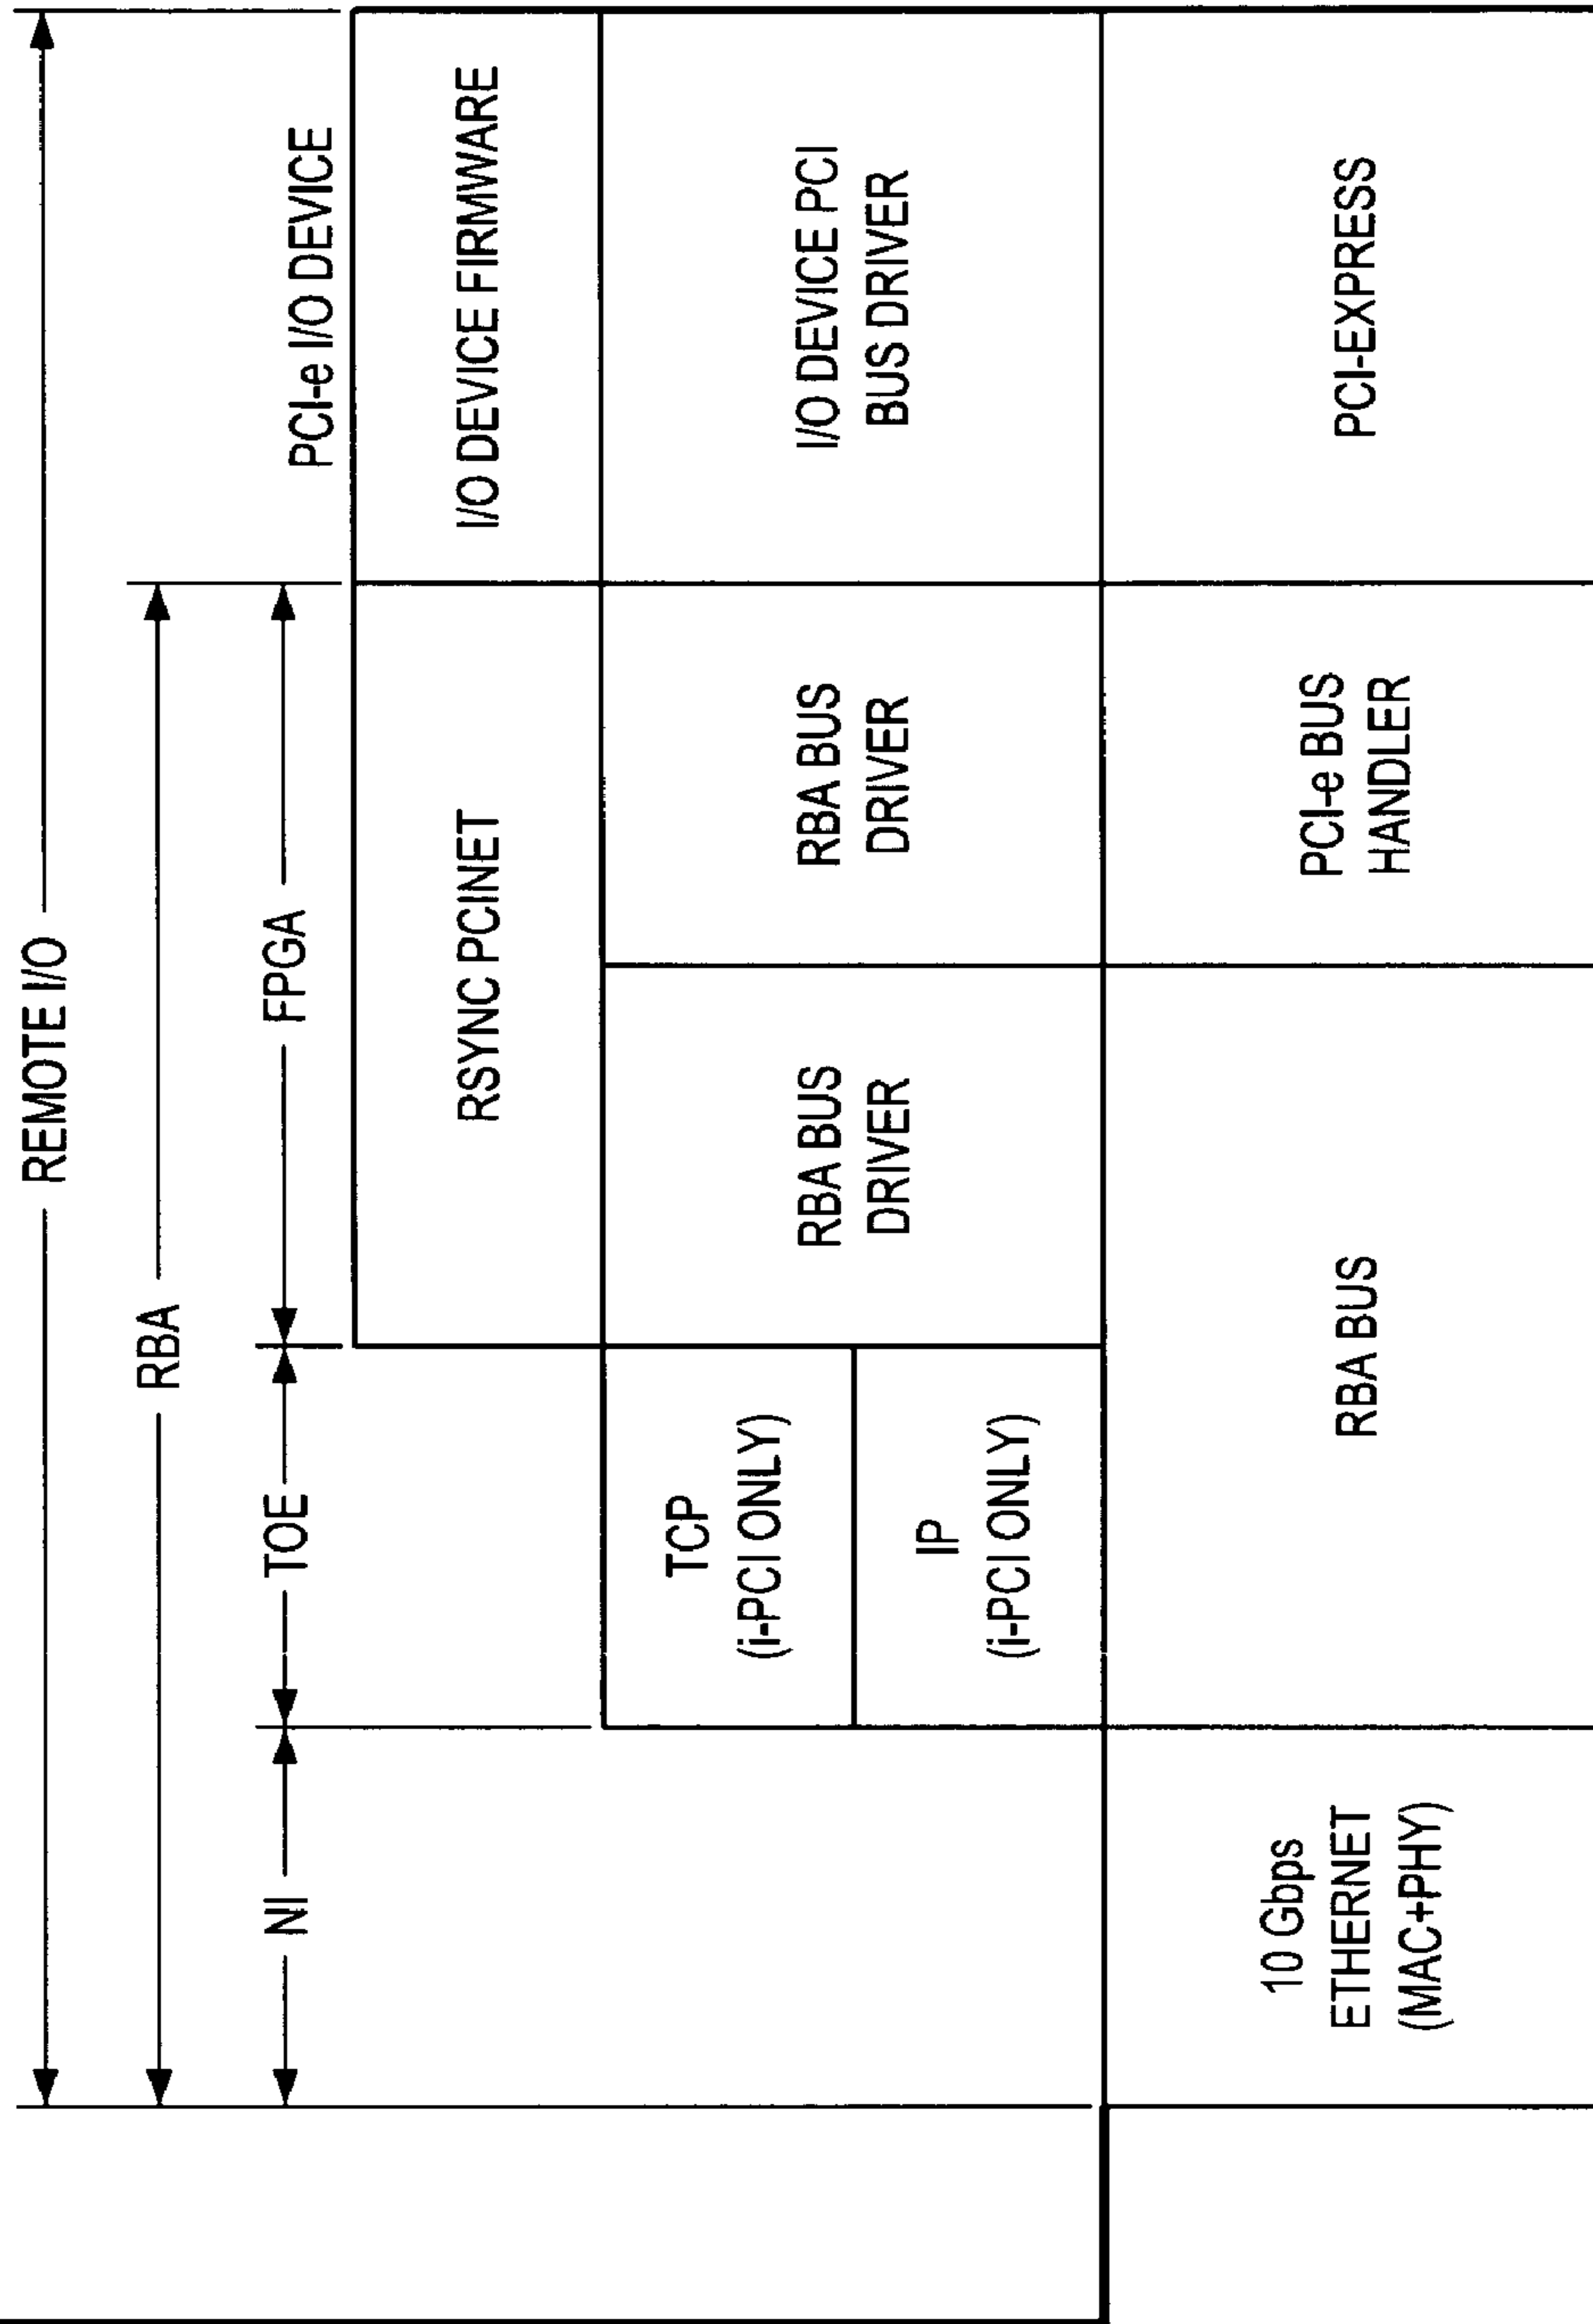 REMOTE I/O
RBA
NI
TOE
FPGA
PCI-e I/O DEVICE
RSYNC PCINET
I/O DEVICE FIRMWARE
TCP
(i-PCI ONLY)
IP
(i-PCI ONLY)
RBA BUS
DRIVER
RBA BUS
DRIVER
I/O DEVICE PCI
BUS DRIVER
10 Gbps
ETHERNET
(MAC+PHY)
RBA BUS
PCI-e BUS
HANDLER
PCI-EXPRESS